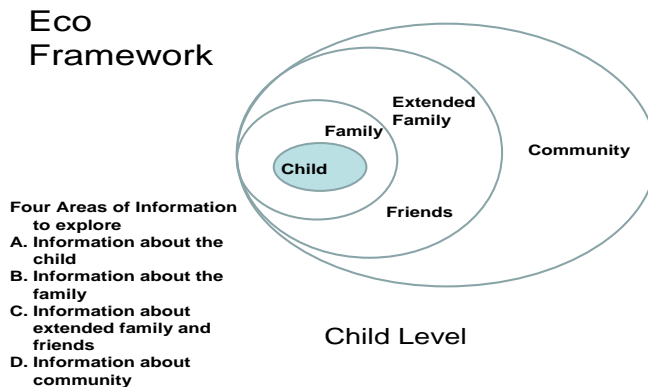 Eco
Framework
Extended
Family
Family
Community
Child
Friends
Four Areas of Information
to explore
A. Information about the
child
B. Information about the
family
C. Information about
extended family and
friends
D. Information about
community
Child Level